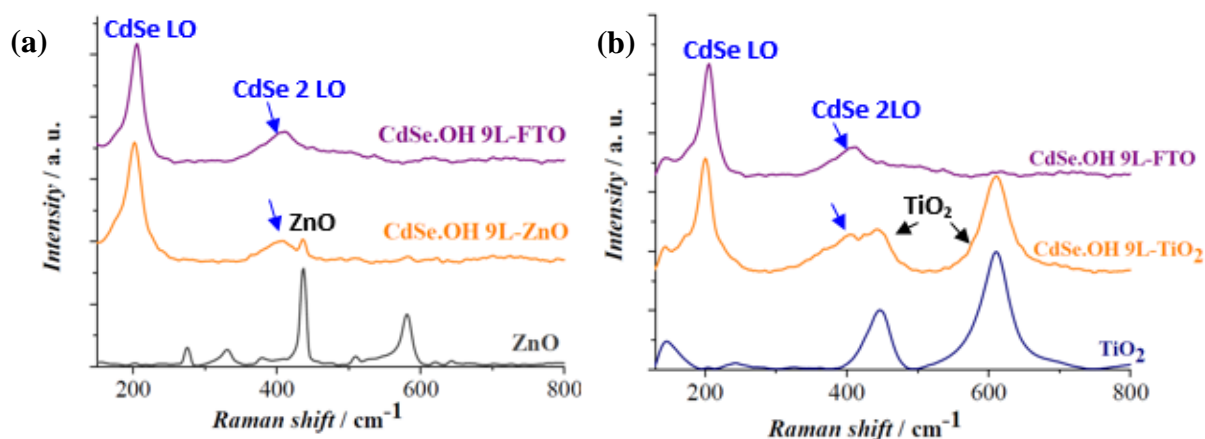 (a)
CdSe LO
CdSe 2 LO
CdSe.OH 9L-FTO
ZnO
CdSe.OH 9L-ZnO
ZnO
Intensity / a. u.
200
400
600
800
Raman shift / cm-1
(b)
CdSe LO
CdSe 2LO
CdSe.OH 9L-FTO
TiO2
CdSe.OH 9L-TiO2
TiO2
Intensity / a. u.
200
400
600
800
Raman shift / cm-1